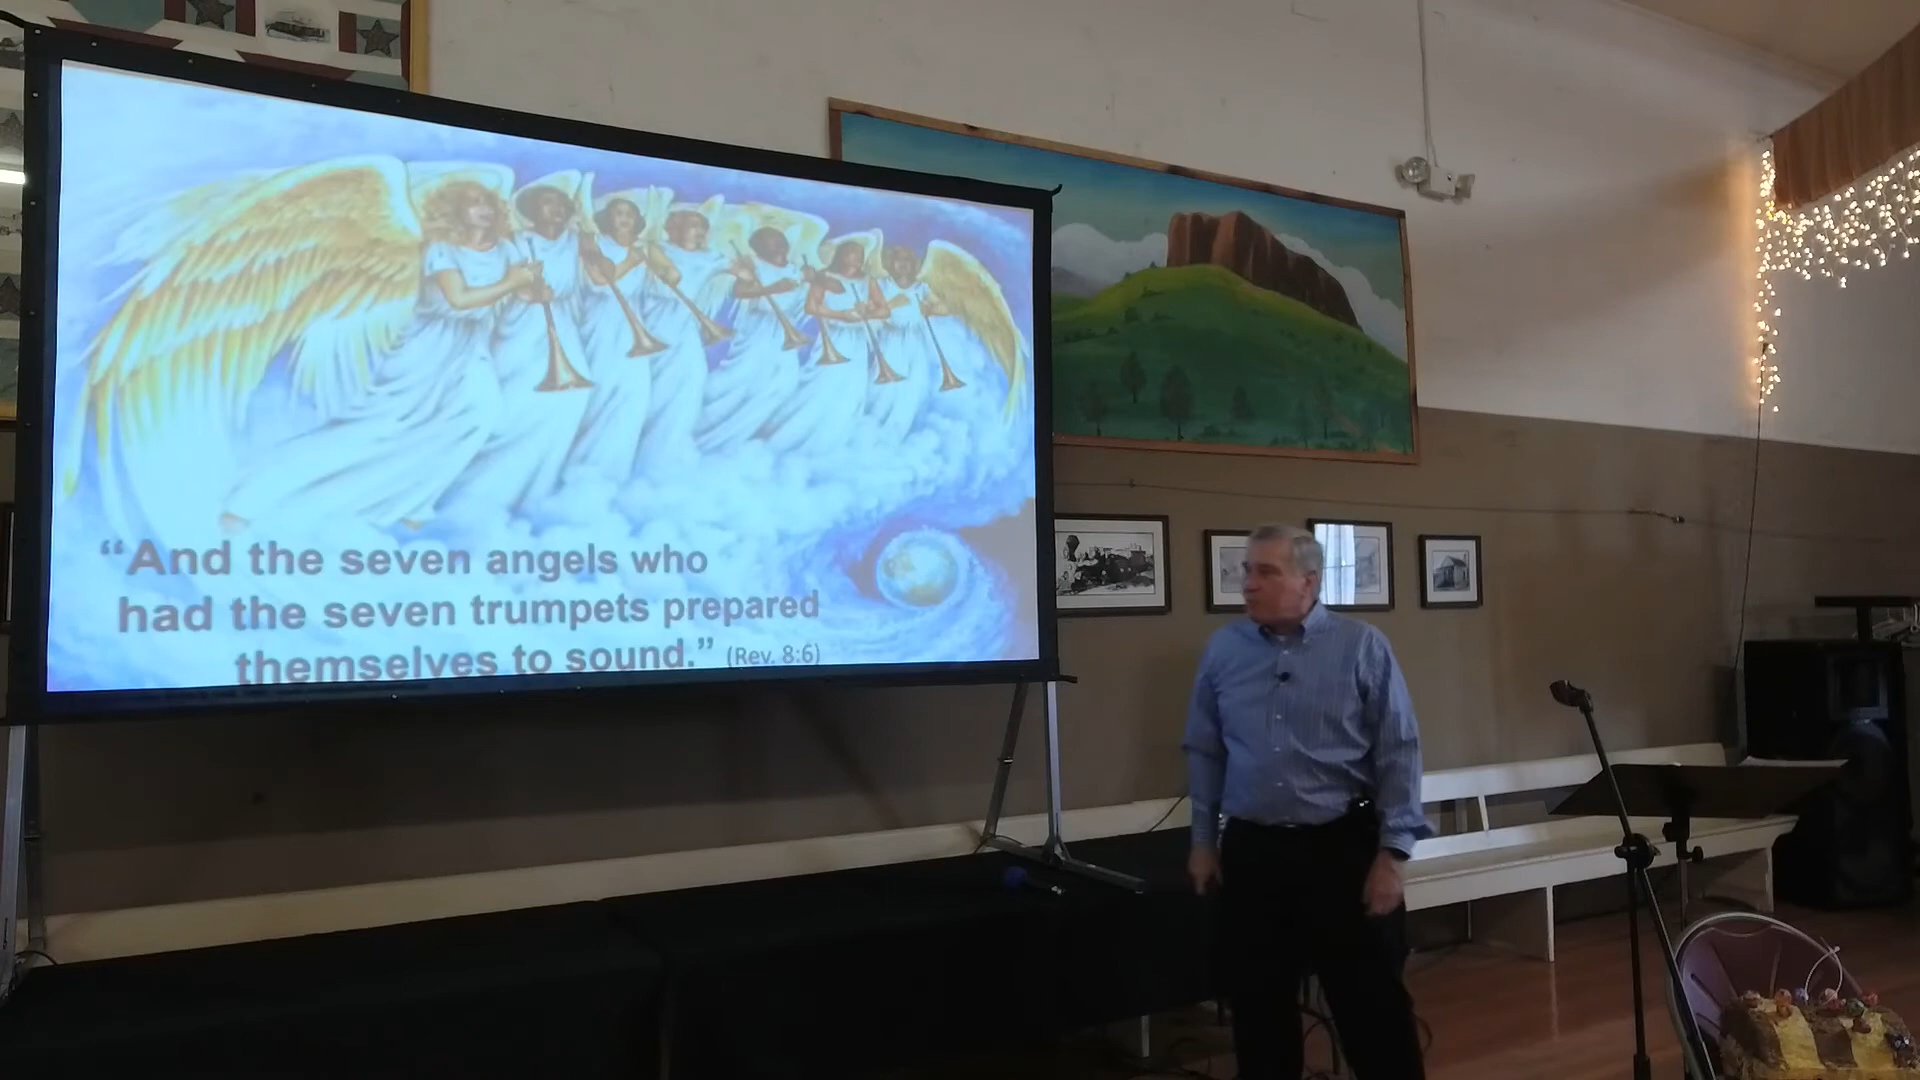 “And the seven angels who
had the seven trumpets prepared
themselves to sound.” (Rev. 8:6)